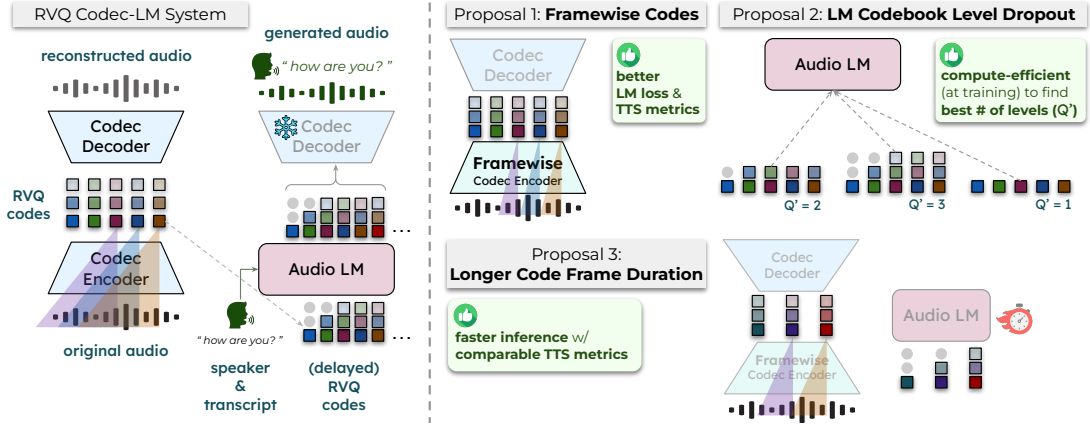 RVQ Codec-LM System
reconstructed audio
Codec
Decoder
RVQ
codes
Codec
Encoder
original audio
generated audio
“ how are you? ”
Codec
Decoder
...
Audio LM
“how are you?”
...
speaker
&
transcript
(delayed)
RVQ
codes
Proposal 1: Framewise Codes
Codec
Decoder
Framewise
Codec Encoder
better
LM loss &
TTS metrics
Proposal 2: LM Codebook Level Dropout
Audio LM
compute-efficient
(at training) to find
best # of levels (Q')
Q' = 2
Q' = 3
Q' = 1
Proposal 3:
Longer Code Frame Duration
faster inference w/
comparable TTS metrics
Codec
Decoder
Framewise
Codec Encoder
Audio LM